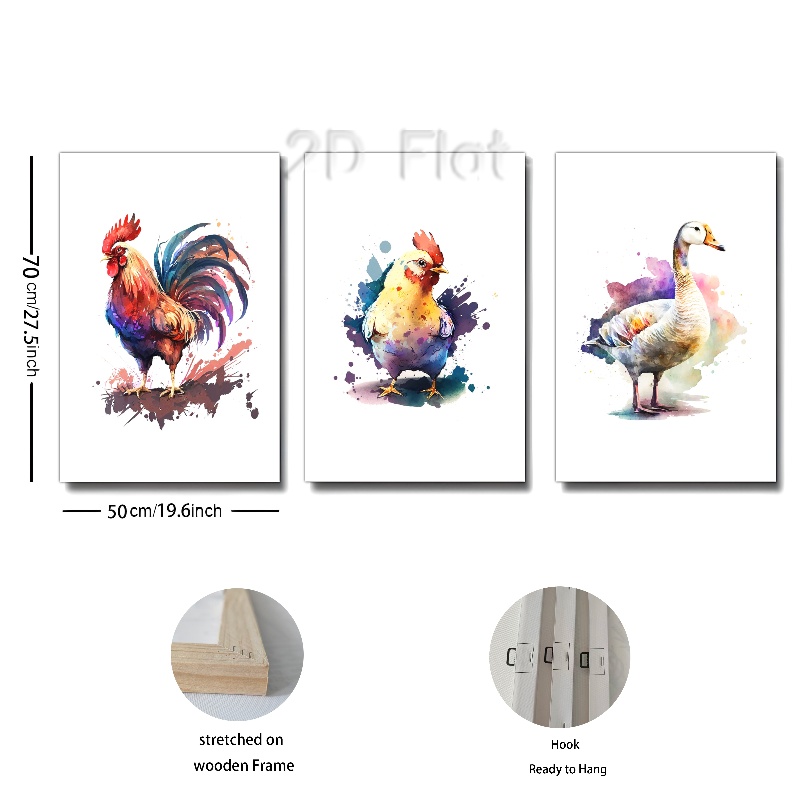 2D Flat
70 cm/27.5inch
50cm/19.6inch
stretched on
wooden Frame
Hook
Ready to Hang